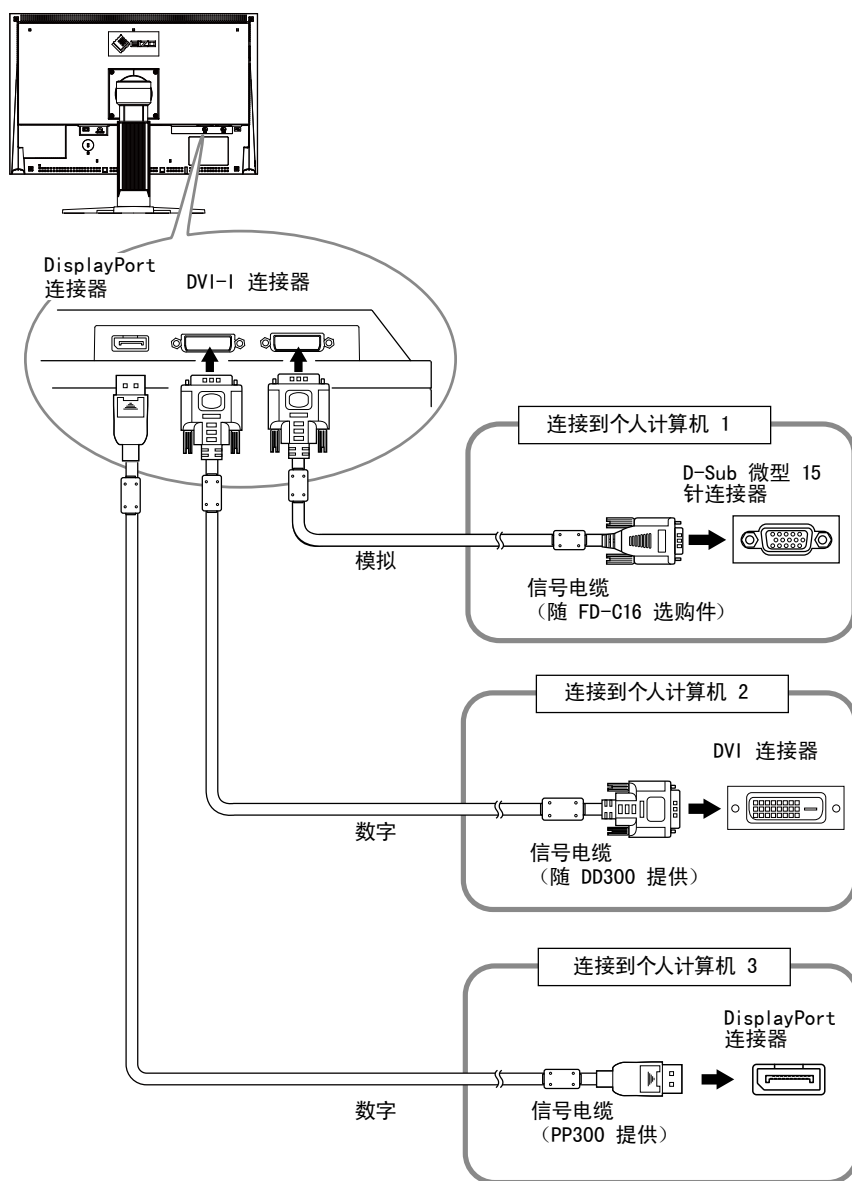 EIZO
DisplayPort
连接器
DVI-I 连接器
连接到个人计算机 1
D-Sub 微型 15
针连接器
模拟
信号电缆
（随 FD-C16 选购件）
连接到个人计算机 2
DVI 连接器
数字
信号电缆
（随 DD300 提供）
连接到个人计算机 3
DisplayPort
连接器
数字
信号电缆
（PP300 提供）